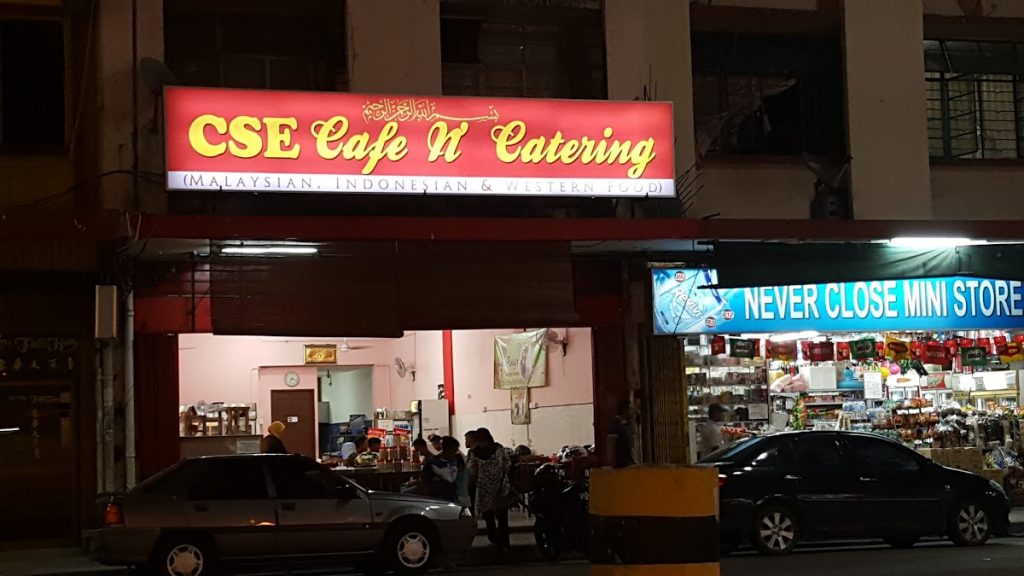 بسم الله الرحمن الرحيم
CSE Cafe N' Catering
(MALAYSIAN, INDONESIAN & WESTERN FOOD)
NEVER CLOSE MINI STORE